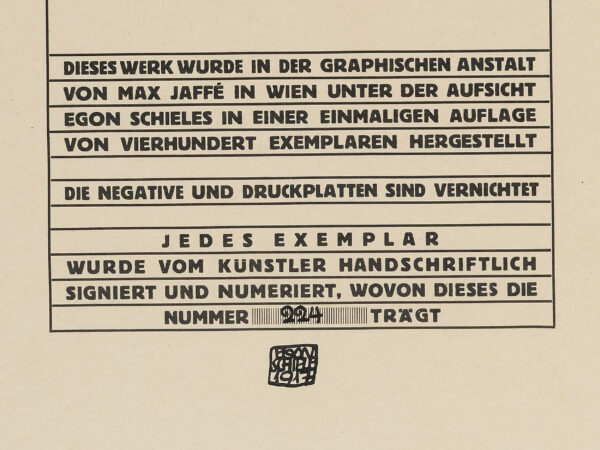 DIESES WERK WURDE IN DER GRAPHISCHEN ANSTALT
VON MAX JAFFÉ IN WIEN UNTER DER AUFSICHT
EGON SCHIELES IN EINER EINMALIGEN AUFLAGE
VON VIERHUNDERT EXEMPLAREN HERGESTELLT
DIE NEGATIVE UND DRUCKPLATTEN SIND VERNICHTET
JEDES EXEMPLAR
WURDE VOM KÜNSTLER HANDSCHRIFTLICH
SIGNIERT UND NUMERIERT, WOVON DIESES DIE
NUMMER 224 TRÄGT
EGON
SCHIELE
1917